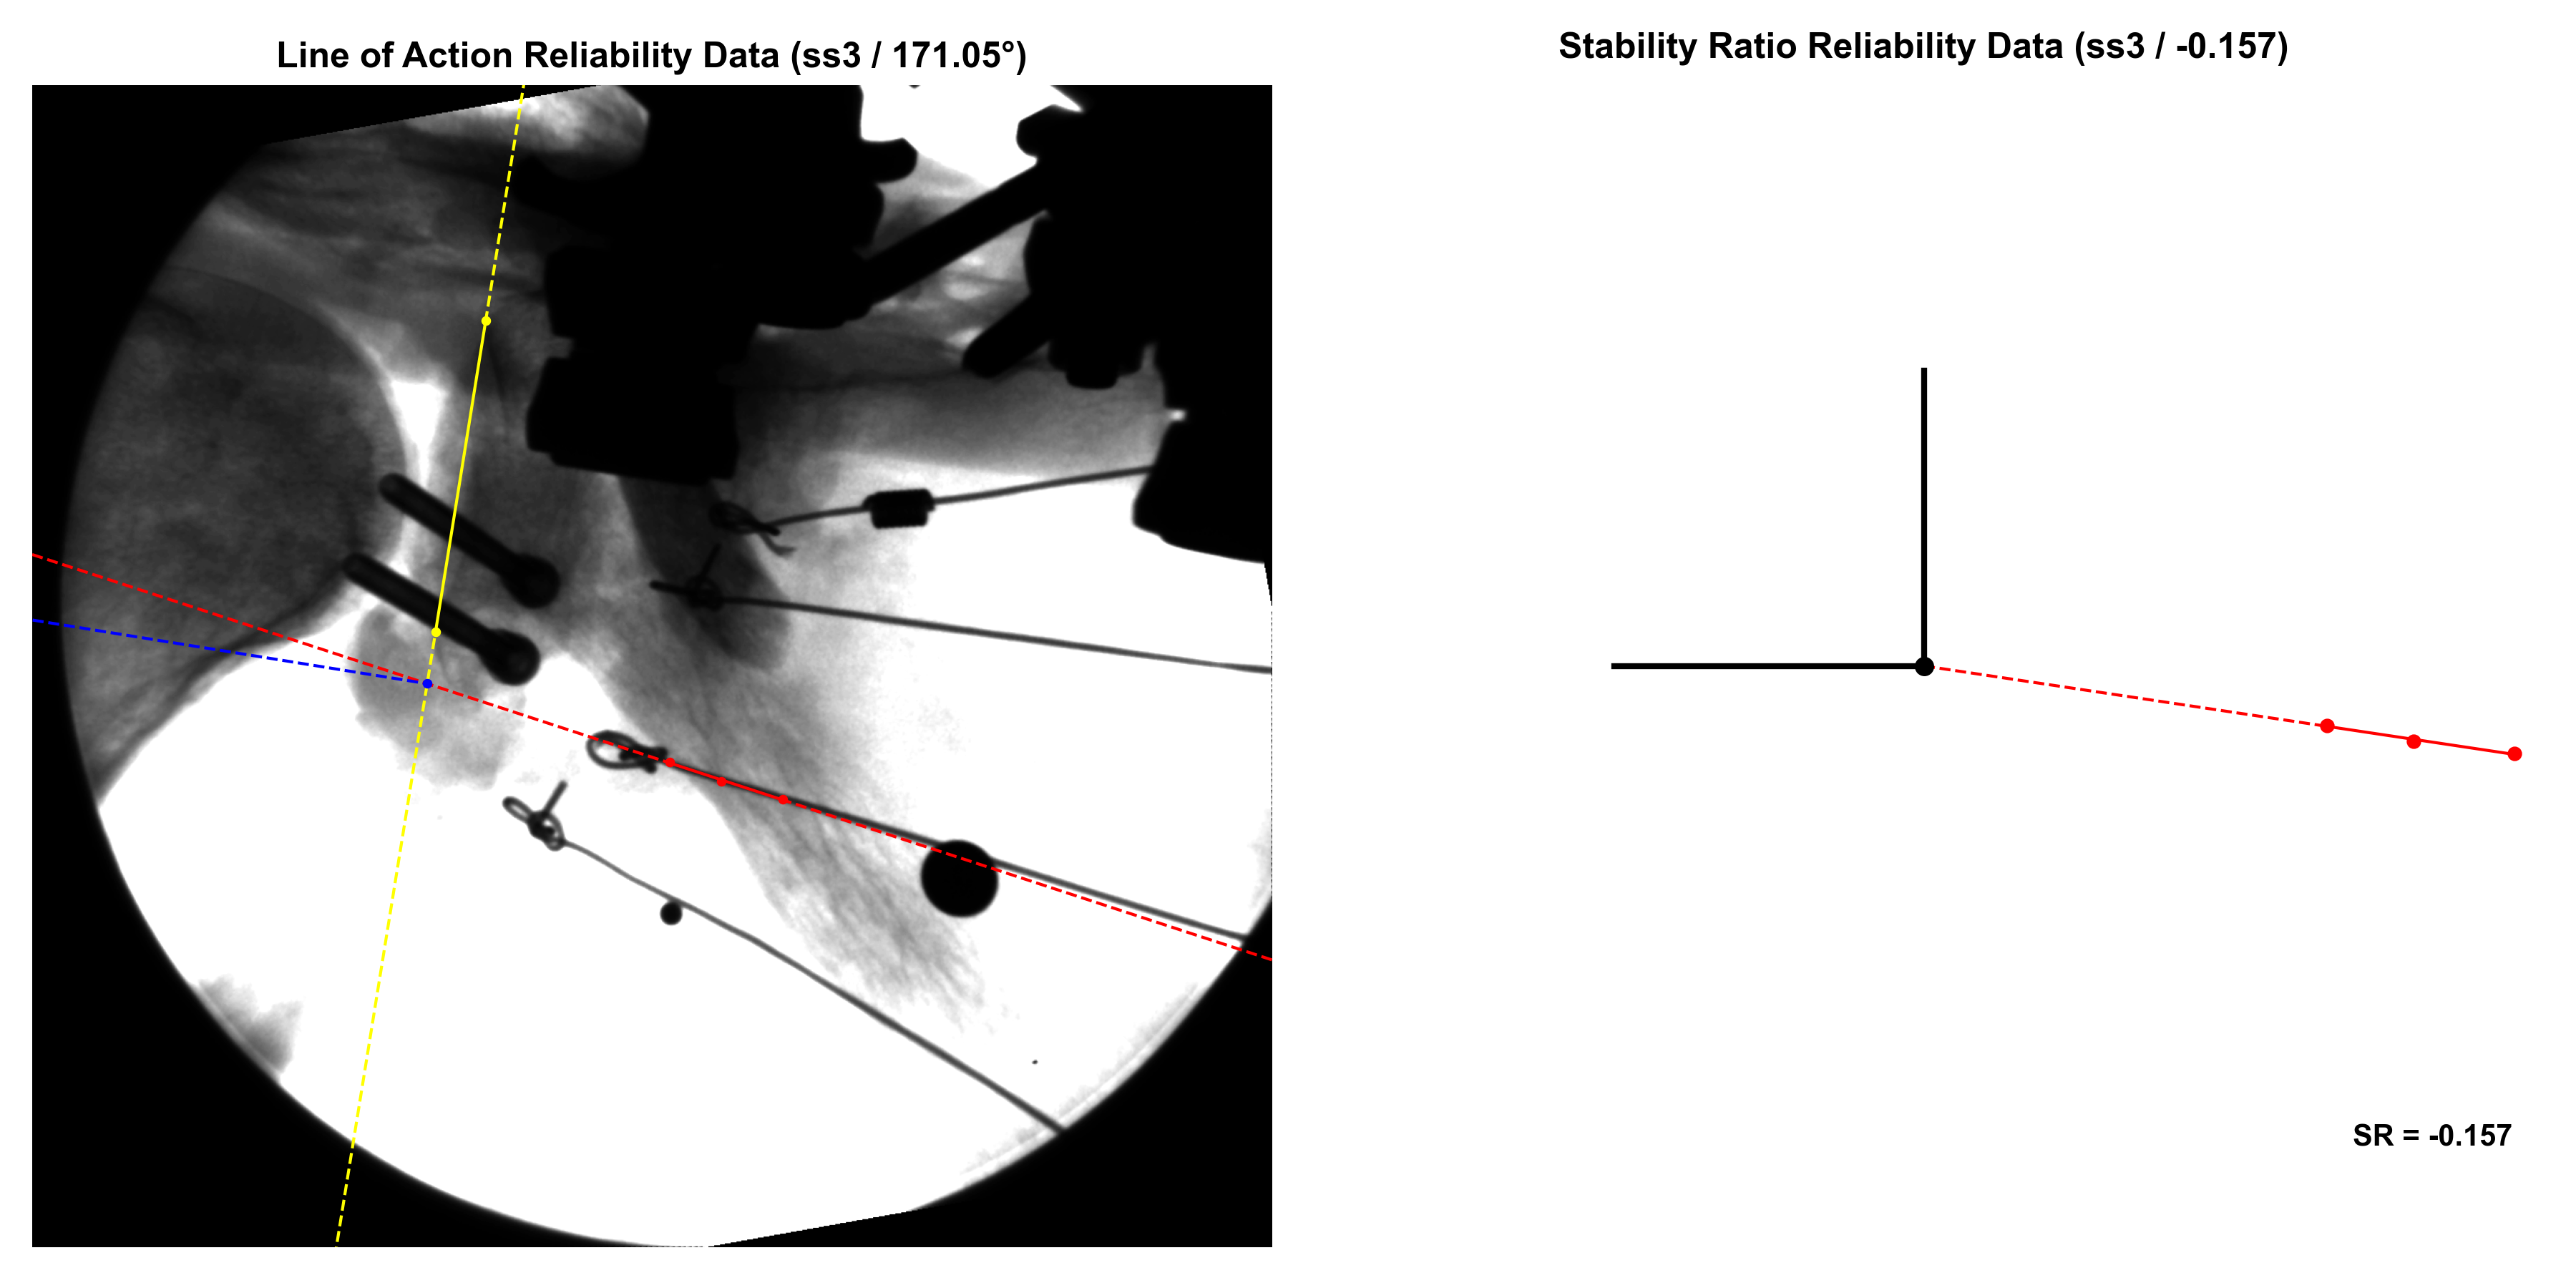 Line of Action Reliability Data (ss3 / 171.05°)
Stability Ratio Reliability Data (ss3 / -0.157)
SR = -0.157